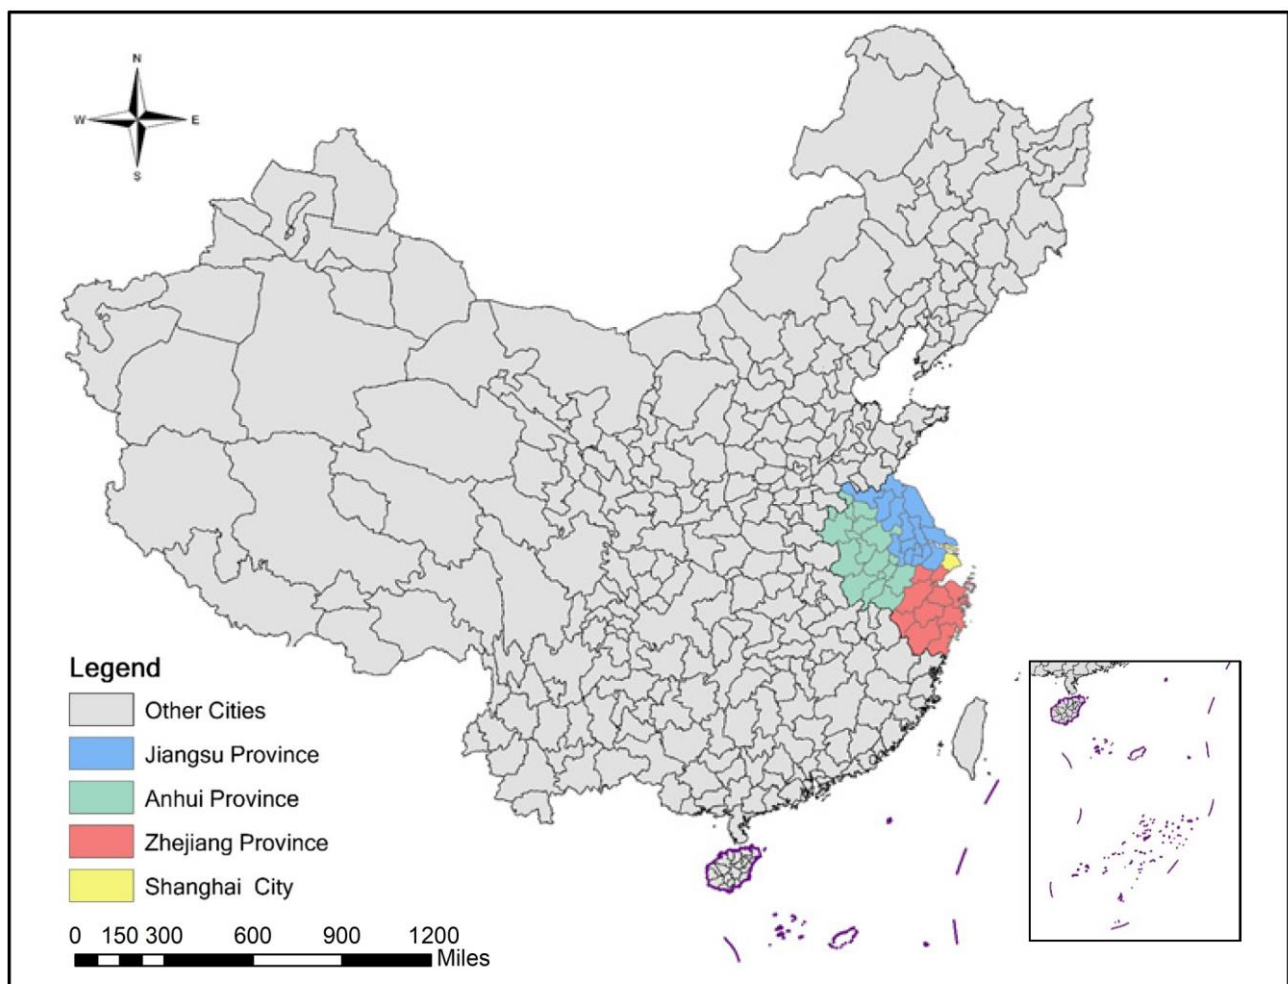 N
W E
S
Legend
Other Cities
Jiangsu Province
Anhui Province
Zhejiang Province
Shanghai City
0 150 300 600 900 1200
Miles